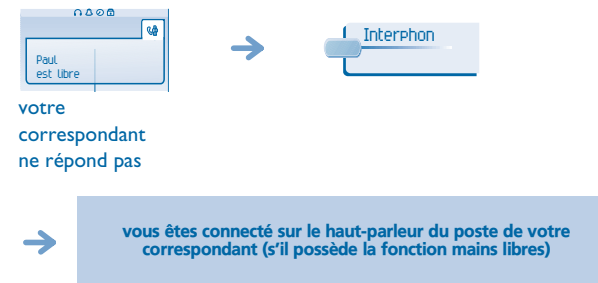 Paul
est libre
Interphon
votre
correspondant
ne répond pas
vous êtes connecté sur le haut-parleur du poste de votre
correspondant (s’il possède la fonction mains libres)